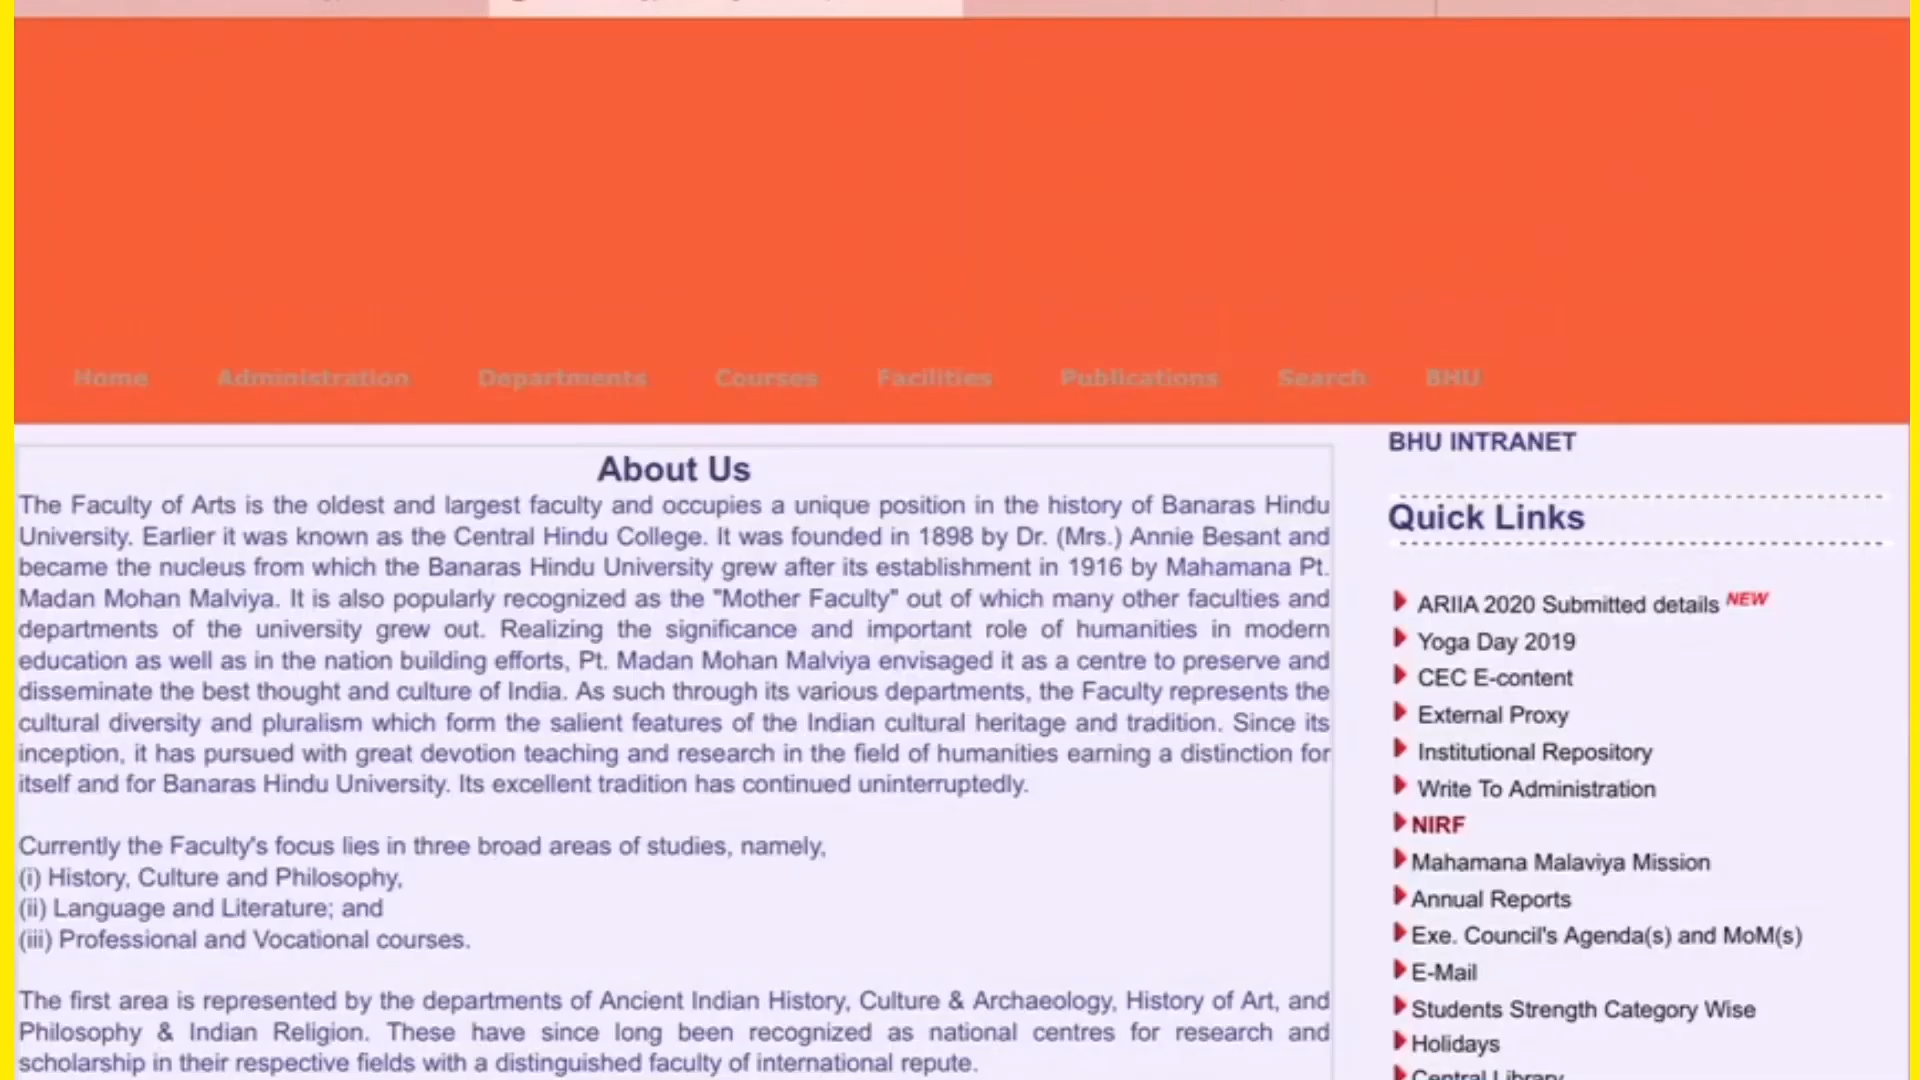 Home Administration Departments Courses Facilities Publications Search BHU
About Us
The Faculty of Arts is the oldest and largest faculty and occupies a unique position in the history of Banaras Hindu
University. Earlier it was known as the Central Hindu College. It was founded in 1898 by Dr. (Mrs.) Annie Besant and
became the nucleus from which the Banaras Hindu University grew after its establishment in 1916 by Mahamana Pt.
Madan Mohan Malviya. It is also popularly recognized as the "Mother Faculty" out of which many other faculties and
departments of the university grew out. Realizing the significance and important role of humanities in modern
education as well as in the nation building efforts, Pt. Madan Mohan Malviya envisaged it as a centre to preserve and
disseminate the best thought and culture of India. As such through its various departments, the Faculty represents the
cultural diversity and pluralism which form the salient features of the Indian cultural heritage and tradition. Since its
inception, it has pursued with great devotion teaching and research in the field of humanities earning a distinction for
itself and for Banaras Hindu University. Its excellent tradition has continued uninterruptedly.
Currently the Faculty's focus lies in three broad areas of studies, namely,
(i) History, Culture and Philosophy,
(ii) Language and Literature; and
(iii) Professional and Vocational courses.
The first area is represented by the departments of Ancient Indian History, Culture & Archaeology, History of Art, and
Philosophy & Indian Religion. These have since long been recognized as national centres for research and
scholarship in their respective fields with a distinguished faculty of international repute.
BHU INTRANET
Quick Links
ARIIA 2020 Submitted details NEW
Yoga Day 2019
CEC E-content
External Proxy
Institutional Repository
Write To Administration
NIRF
Mahamana Malaviya Mission
Annual Reports
Exe. Council's Agenda(s) and MoM(s)
E-Mail
Students Strength Category Wise
Holidays
Central Library